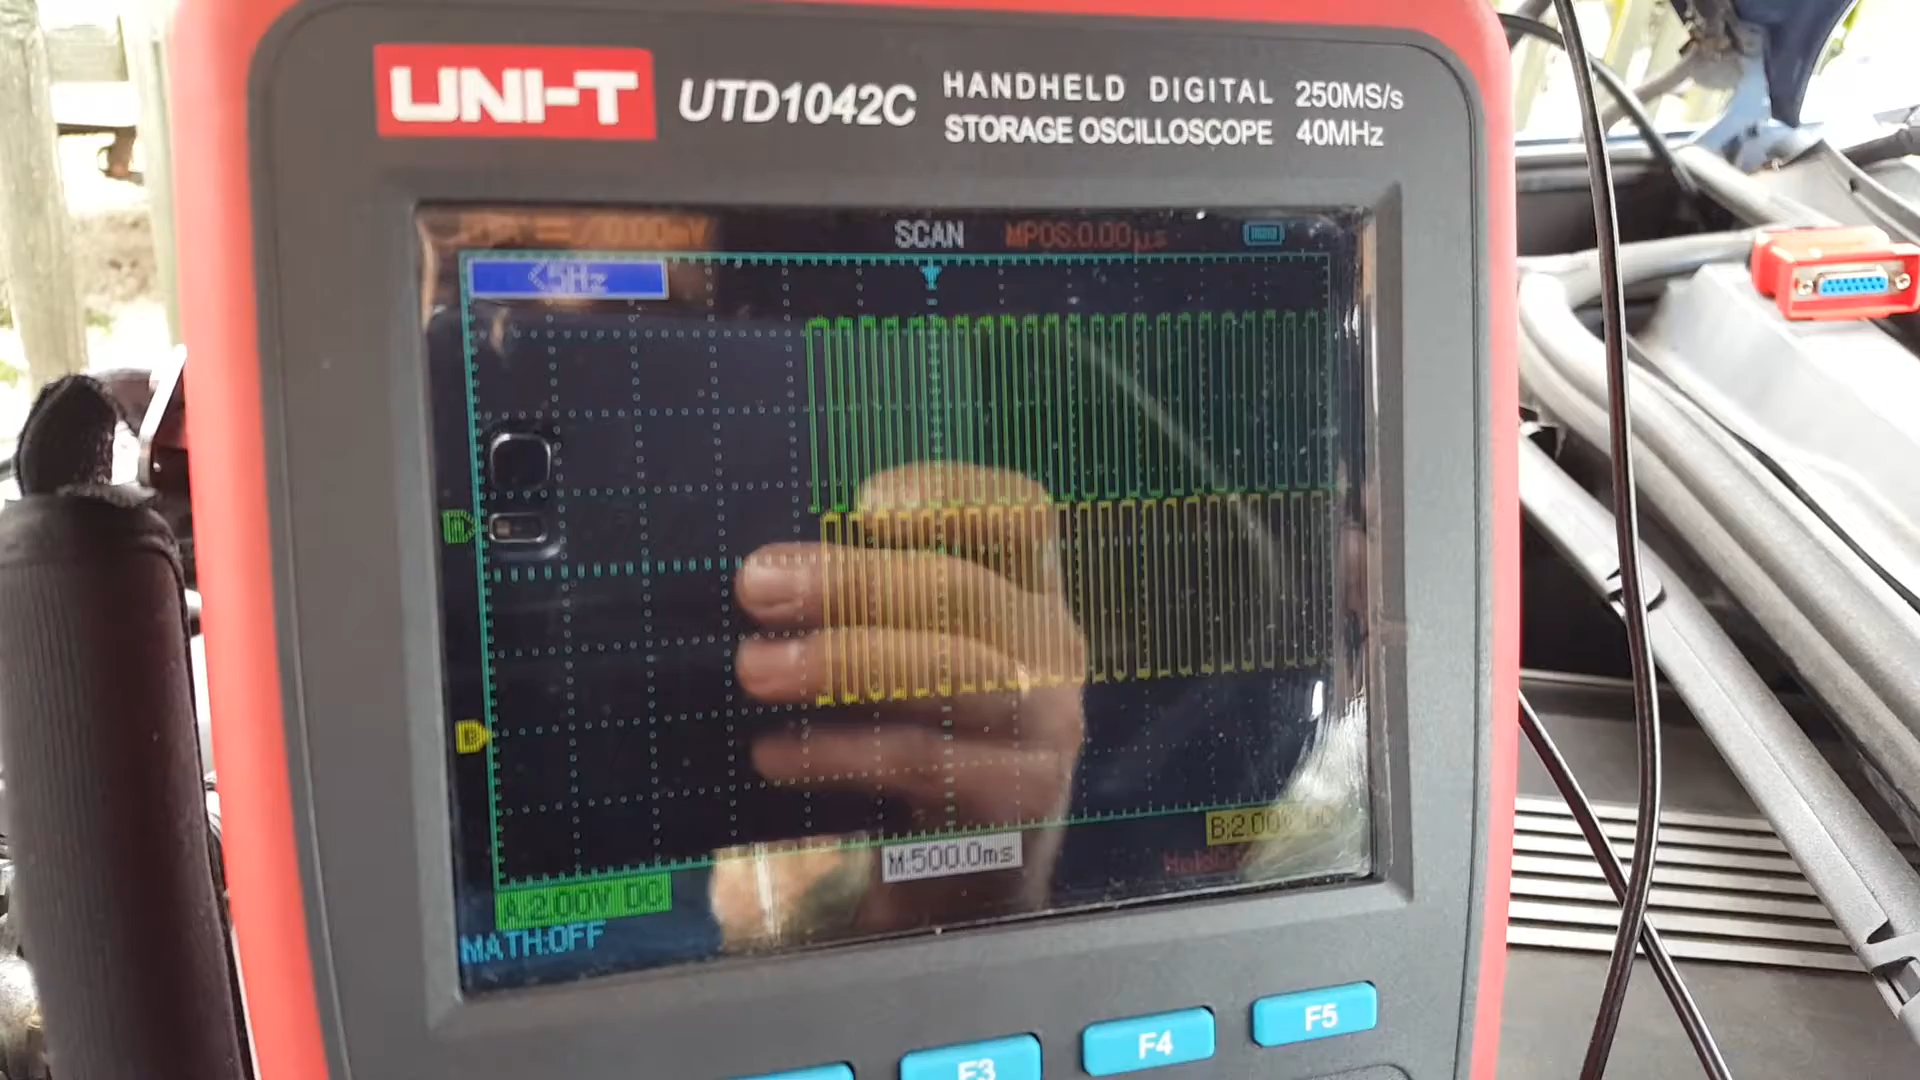 UNI-T UTD1042C HANDHELD DIGITAL 250MS/s
STORAGE OSCILLOSCOPE 40MHz
SCAN MPOS:0.00μs
<5Hz
B
B:2.00V DC
M:500.0ms
A:2.00V DC
MATH:OFF
F3 F4 F5